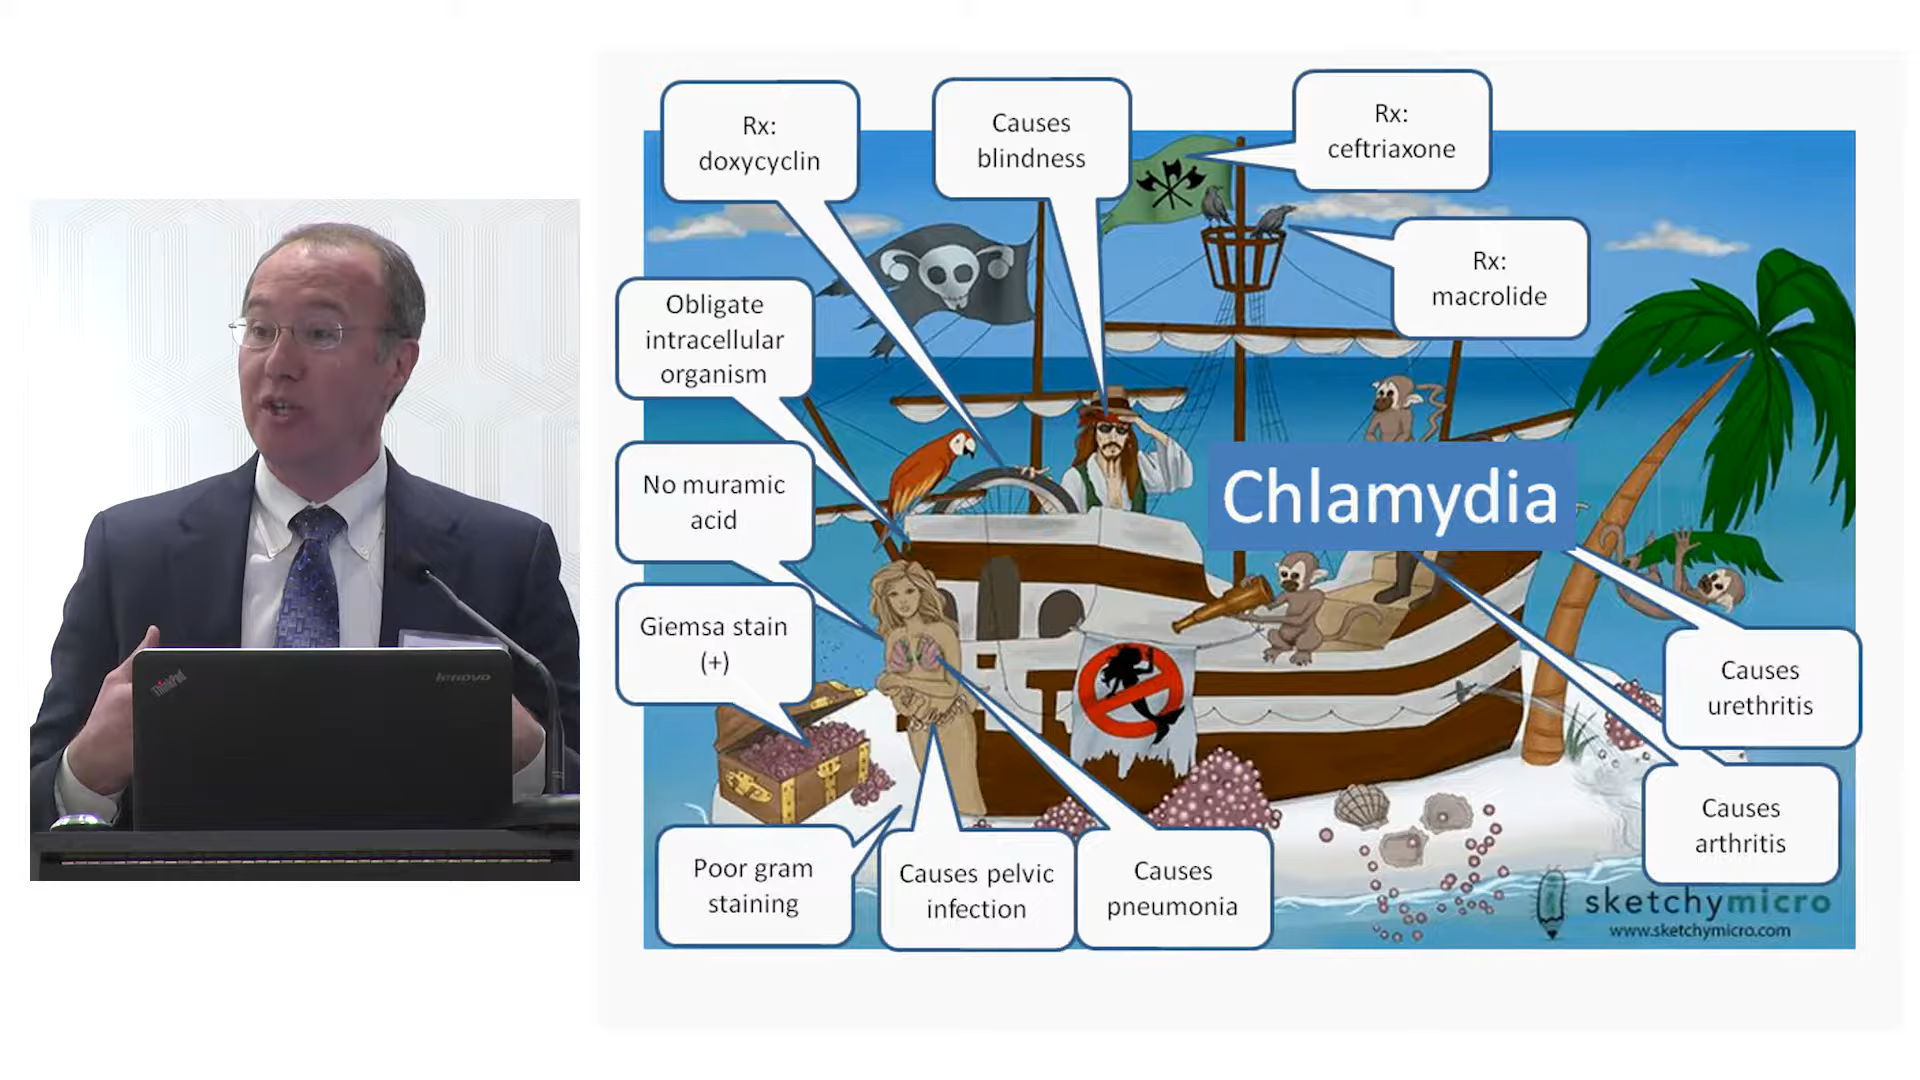 Rx:
doxycyclin
Causes
blindness
Rx:
ceftriaxone
Rx:
macrolide
Obligate
intracellular
organism
No muramic
acid
Giemsa stain
(+)
Chlamydia
Causes
urethritis
Causes
arthritis
Poor gram
staining
Causes pelvic
infection
Causes
pneumonia
sketchymicro
www.sketchymicro.com
ThinkPad
lenovo